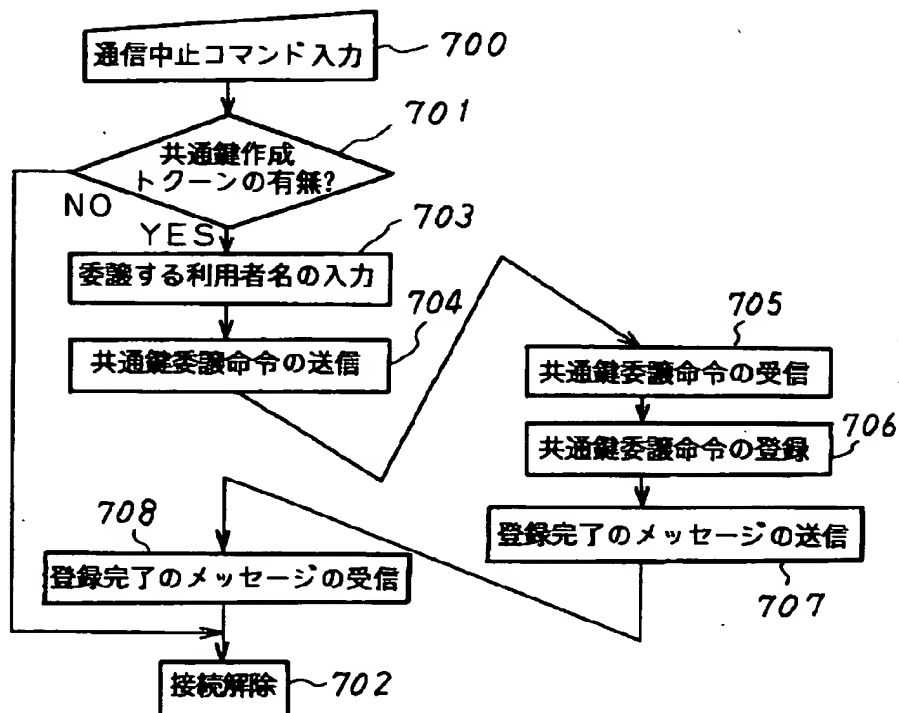 通信中止コマンド入力
700
701
共通鍵作成
トークンの有無?
NO
YES
703
委譲する利用者名の入力
704
共通鍵委譲命令の送信
705
共通鍵委譲命令の受信
706
共通鍵委譲命令の登録
登録完了のメッセージの送信
707
708
登録完了のメッセージの受信
接続解除
702